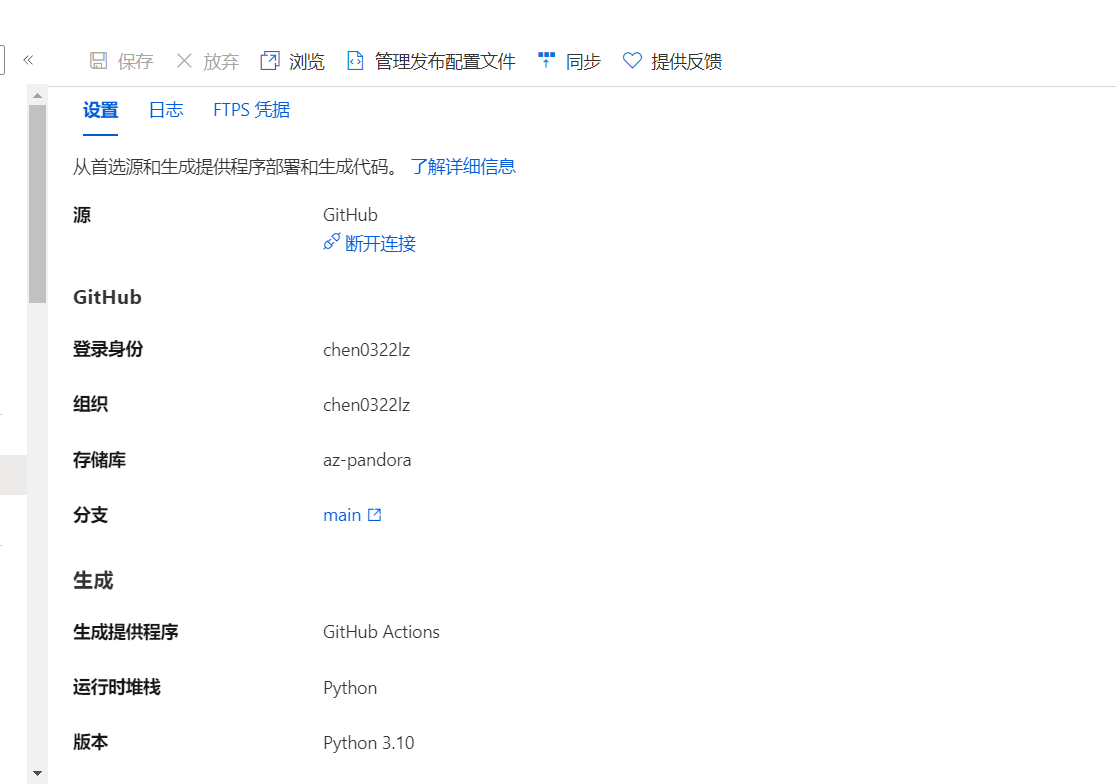 « 保存 放弃 浏览 管理发布配置文件 同步 提供反馈
设置 日志 FTPS 凭据
从首选源和生成提供程序部署和生成代码。 了解详细信息
源 GitHub
断开连接
GitHub
登录身份 chen0322lz
组织 chen0322lz
存储库 az-pandora
分支 main
生成
生成提供程序 GitHub Actions
运行时堆栈 Python
版本 Python 3.10